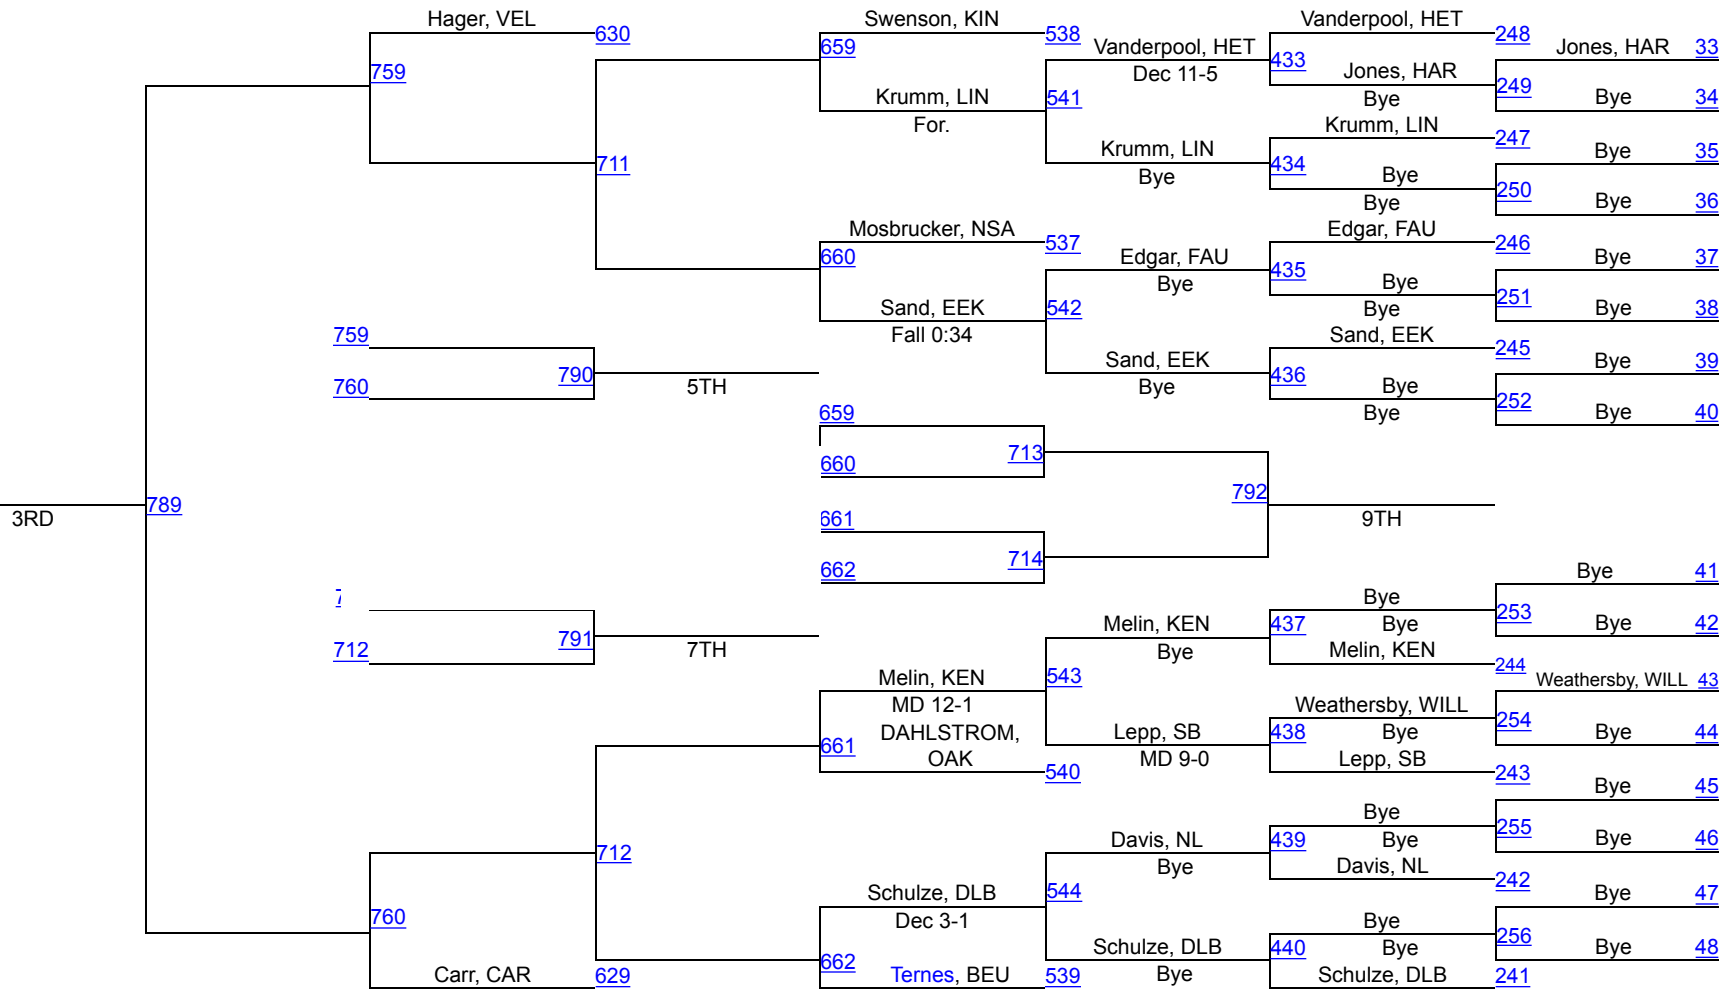 Hager, VEL
630
759
711
Swenson, KIN
538
659
Krumm, LIN
For.
541
Vanderpool, HET
Dec 11-5
433
Vanderpool, HET
248
Jones, HAR
33
Jones, HAR
Bye
249
Bye
34
Krumm, LIN
247
Krumm, LIN
Bye
434
Bye
35
Bye
Bye
250
Bye
36
Mosbrucker, NSA
537
660
Edgar, FAU
Bye
435
Edgar, FAU
246
Bye
37
Bye
Bye
251
Bye
38
Sand, EEK
Fall 0:34
542
Sand, EEK
245
Sand, EEK
Bye
436
Bye
39
Bye
Bye
252
Bye
40
759
760
790
5TH
659
660
713
661
662
714
792
9TH
3RD
789
712
791
7TH
Bye
41
Bye
Bye
253
Bye
42
Melin, KEN
Bye
437
Melin, KEN
244
Melin, KEN
MD 12-1
543
Weathersby, WILL
43
Weathersby, WILL
Bye
254
Bye
44
DAHLSTROM,
OAK
661
540
Lepp, SB
MD 9-0
438
Lepp, SB
243
Bye
45
Bye
Bye
255
Bye
46
Davis, NL
Bye
439
Davis, NL
242
712
Schulze, DLB
Dec 3-1
544
Bye
47
Bye
Bye
256
Bye
48
760
Schulze, DLB
Bye
440
Schulze, DLB
241
Carr, CAR
629
662
Ternes, BEU
539